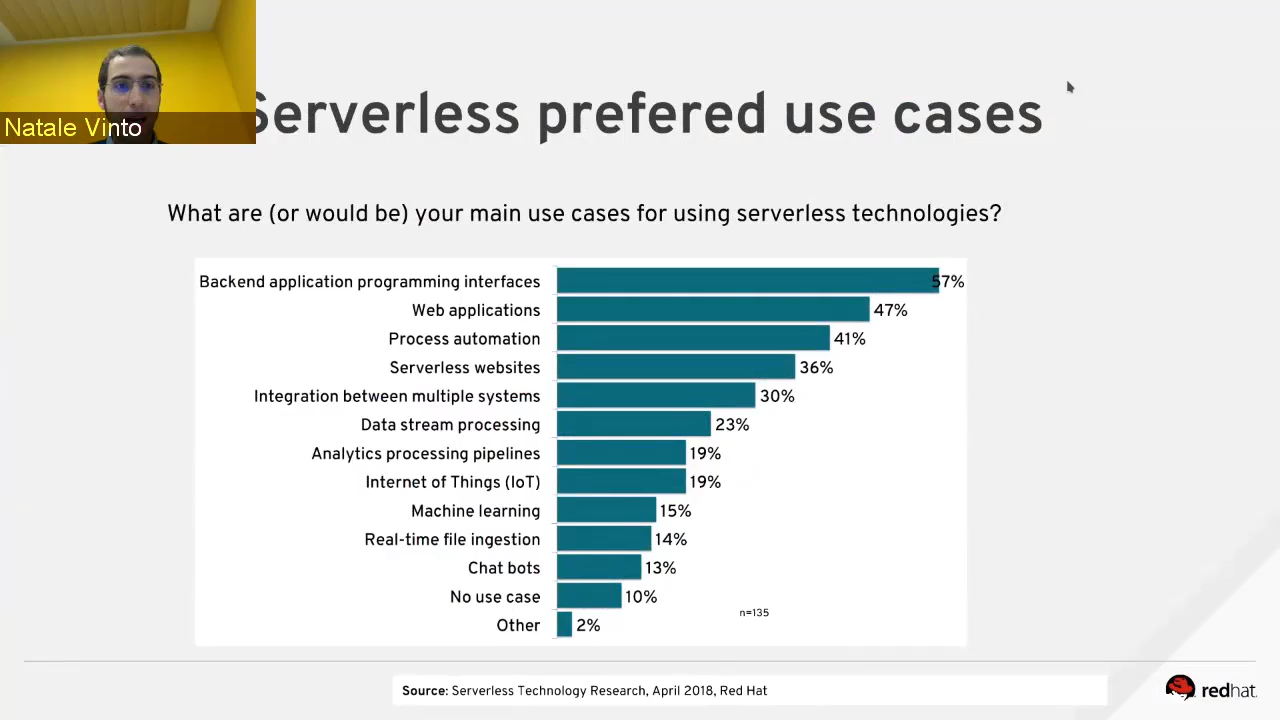 Natale Vinto
Serverless prefered use cases
What are (or would be) your main use cases for using serverless technologies?
Backend application programming interfaces 57%
Web applications 47%
Process automation 41%
Serverless websites 36%
Integration between multiple systems 30%
Data stream processing 23%
Analytics processing pipelines 19%
Internet of Things (IoT) 19%
Machine learning 15%
Real-time file ingestion 14%
Chat bots 13%
No use case 10%
n=135
Other 2%
Source: Serverless Technology Research, April 2018, Red Hat
redhat.